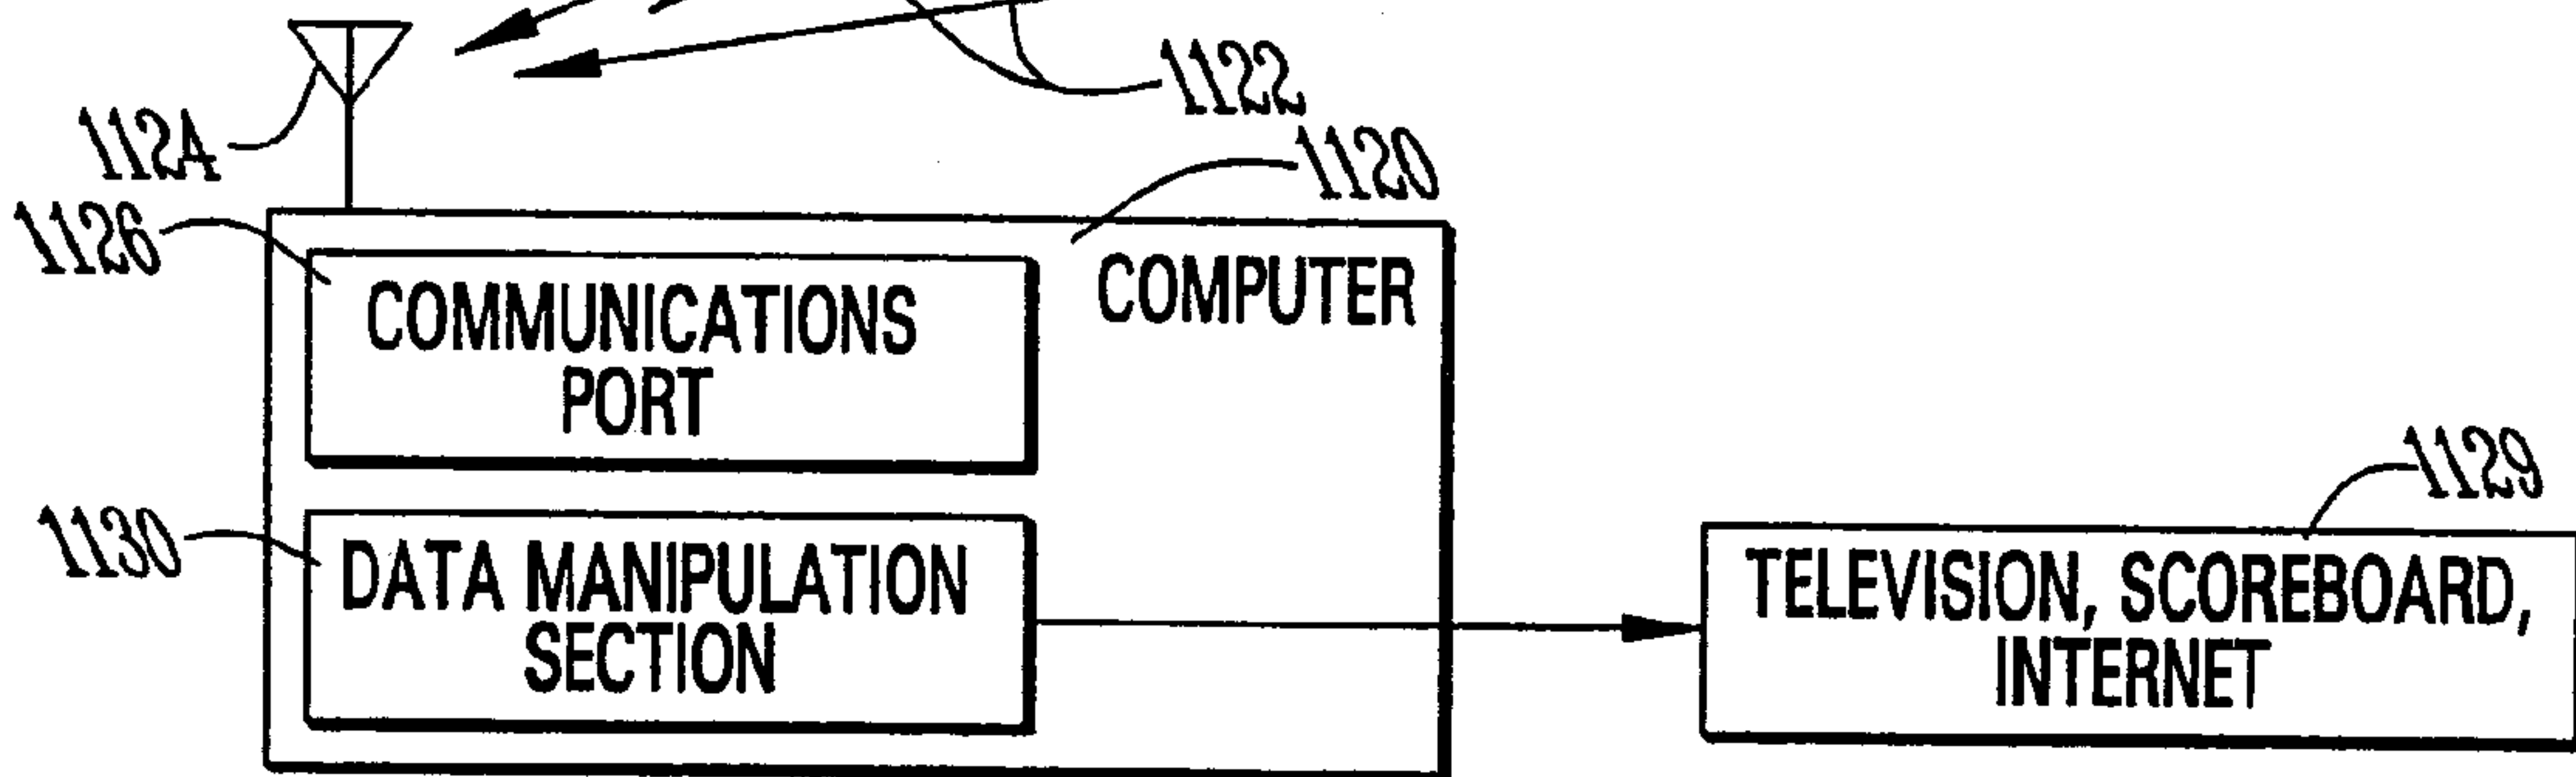 1122
1124
1120
1126
COMMUNICATIONS
PORT
COMPUTER
1130
DATA MANIPULATION
SECTION
1129
TELEVISION, SCOREBOARD,
INTERNET